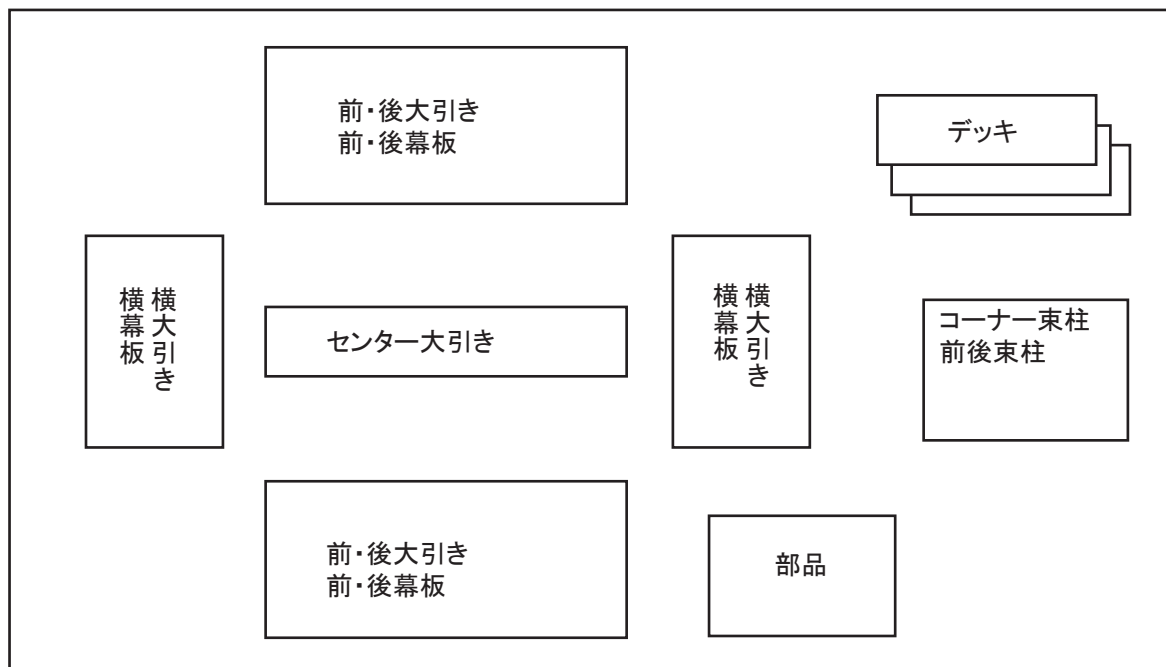 前・後大引き
前・後幕板
デッキ
横大引き
横幕板
センター大引き
横大引き
横幕板
コーナー束柱
前後束柱
前・後大引き
前・後幕板
部品